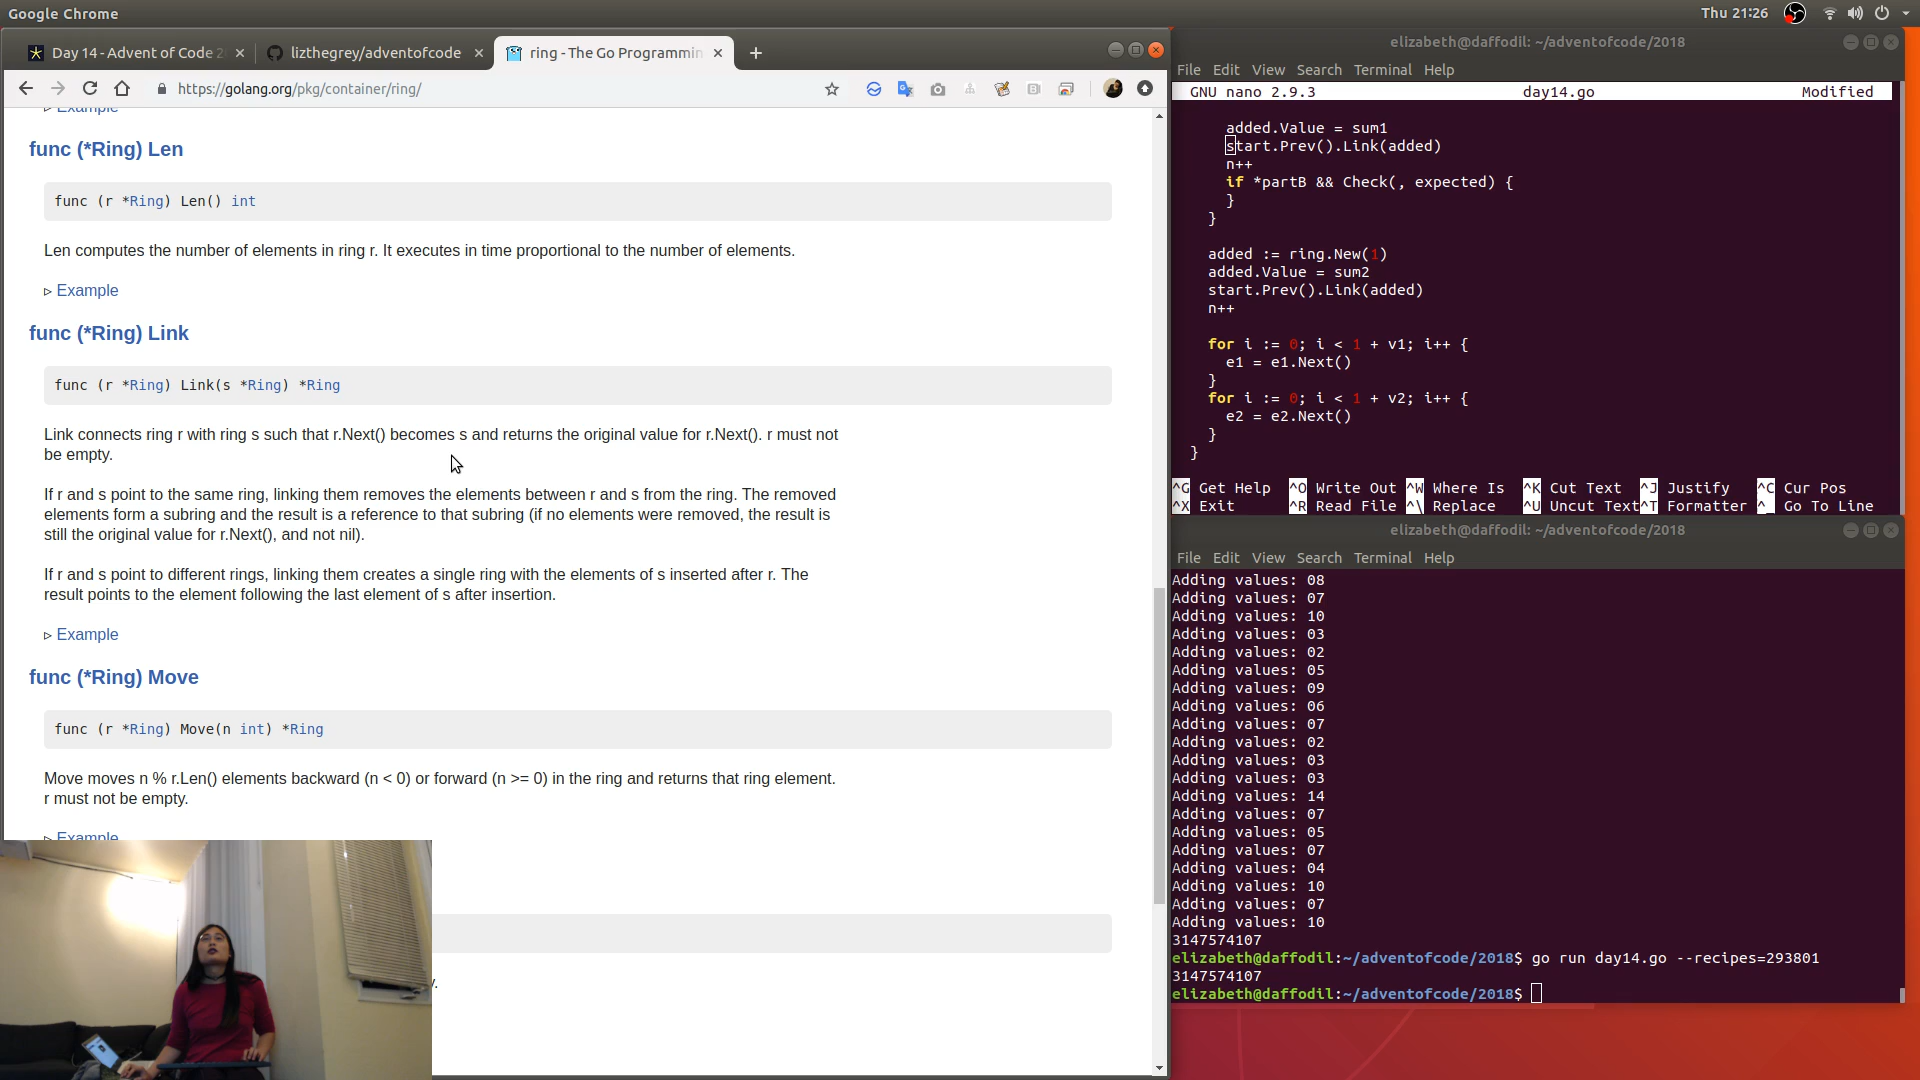 Google Chrome
Thu 21:26
Day 14 - Advent of Code 2
lizthegrey/adventofcode
ring - The Go Programmin
https://golang.org/pkg/container/ring/
Example
func (*Ring) Len
func (r *Ring) Len() int
Len computes the number of elements in ring r. It executes in time proportional to the number of elements.
Example
func (*Ring) Link
func (r *Ring) Link(s *Ring) *Ring
Link connects ring r with ring s such that r.Next() becomes s and returns the original value for r.Next(). r must not
be empty.
If r and s point to the same ring, linking them removes the elements between r and s from the ring. The removed
elements form a subring and the result is a reference to that subring (if no elements were removed, the result is
still the original value for r.Next(), and not nil).
If r and s point to different rings, linking them creates a single ring with the elements of s inserted after r. The
result points to the element following the last element of s after insertion.
Example
func (*Ring) Move
func (r *Ring) Move(n int) *Ring
Move moves n % r.Len() elements backward (n < 0) or forward (n >= 0) in the ring and returns that ring element.
r must not be empty.
Example
elizabeth@daffodil: ~/adventofcode/2018
File Edit View Search Terminal Help
GNU nano 2.9.3 day14.go Modified
added.Value = sum1
start.Prev().Link(added)
n++
if *partB && Check(, expected) {
}
}
added := ring.New(1)
added.Value = sum2
start.Prev().Link(added)
n++
for i := 0; i < 1 + v1; i++ {
e1 = e1.Next()
}
for i := 0; i < 1 + v2; i++ {
e2 = e2.Next()
}
}
^G Get Help ^O Write Out ^W Where Is ^K Cut Text ^J Justify ^C Cur Pos
^X Exit ^R Read File ^\ Replace ^U Uncut Text ^T Formatter ^_ Go To Line
elizabeth@daffodil: ~/adventofcode/2018
File Edit View Search Terminal Help
Adding values: 08
Adding values: 07
Adding values: 10
Adding values: 03
Adding values: 02
Adding values: 05
Adding values: 09
Adding values: 06
Adding values: 07
Adding values: 02
Adding values: 03
Adding values: 03
Adding values: 14
Adding values: 07
Adding values: 05
Adding values: 07
Adding values: 04
Adding values: 10
Adding values: 07
Adding values: 10
3147574107
elizabeth@daffodil:~/adventofcode/2018$ go run day14.go --recipes=293801
3147574107
elizabeth@daffodil:~/adventofcode/2018$